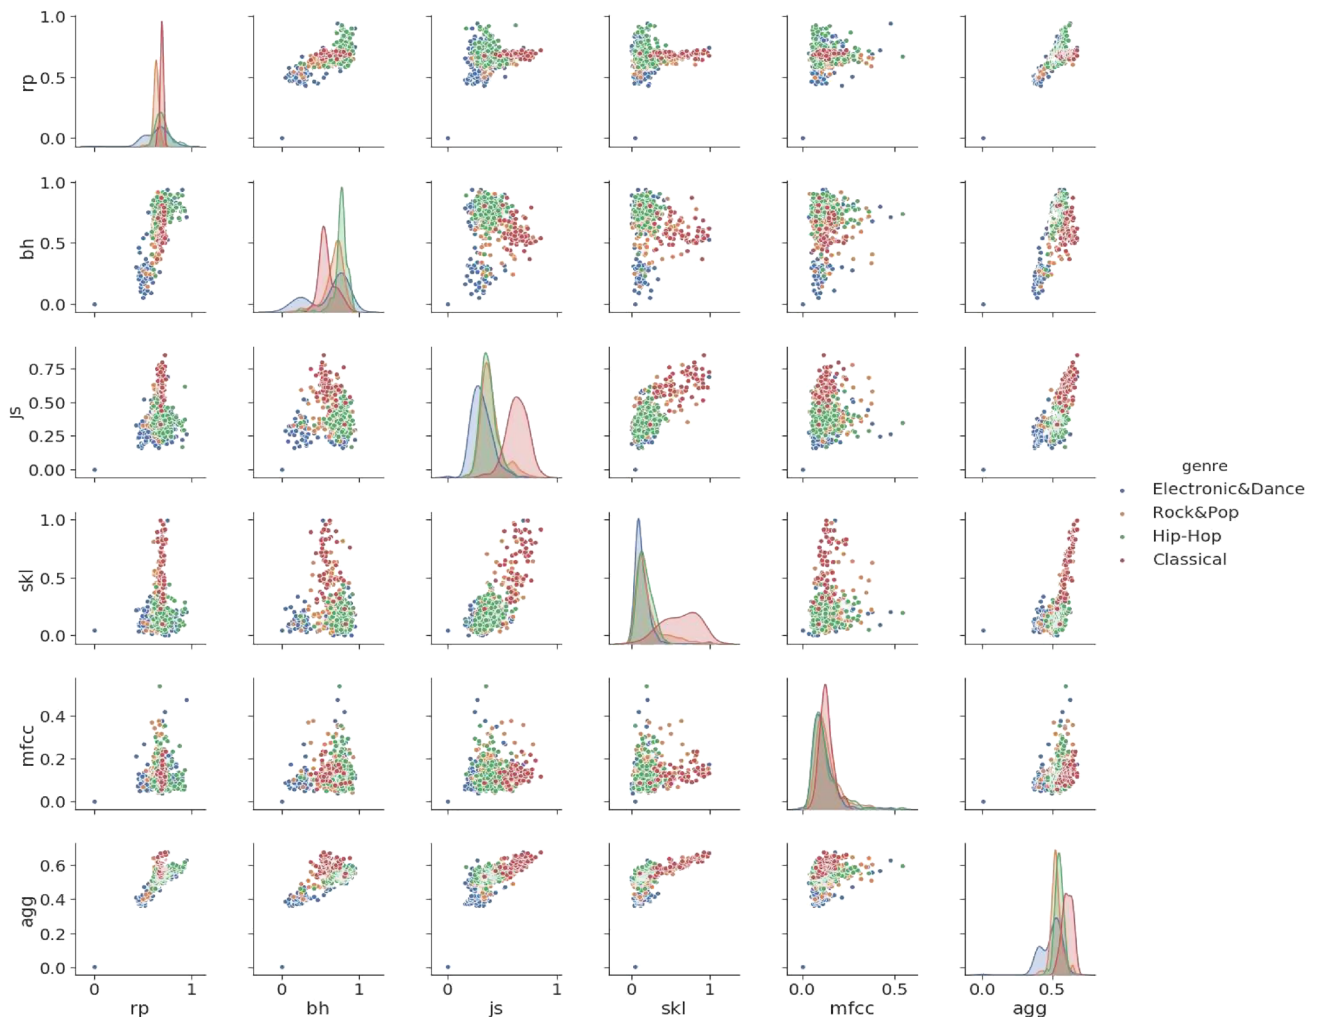 1.0
rp
0.5
0.0
1.0
bh
0.5
0.0
0.75
js
0.50
0.25
0.00
1.0
skl
0.5
0.0
0.4
mfcc
0.2
0.0
0.6
agg
0.4
0.2
0.0
0 1 0 1 0 1 0 1 0.0 0.5 0.0 0.5
rp bh js skl mfcc agg
genre
Electronic&Dance
Rock&Pop
Hip-Hop
Classical